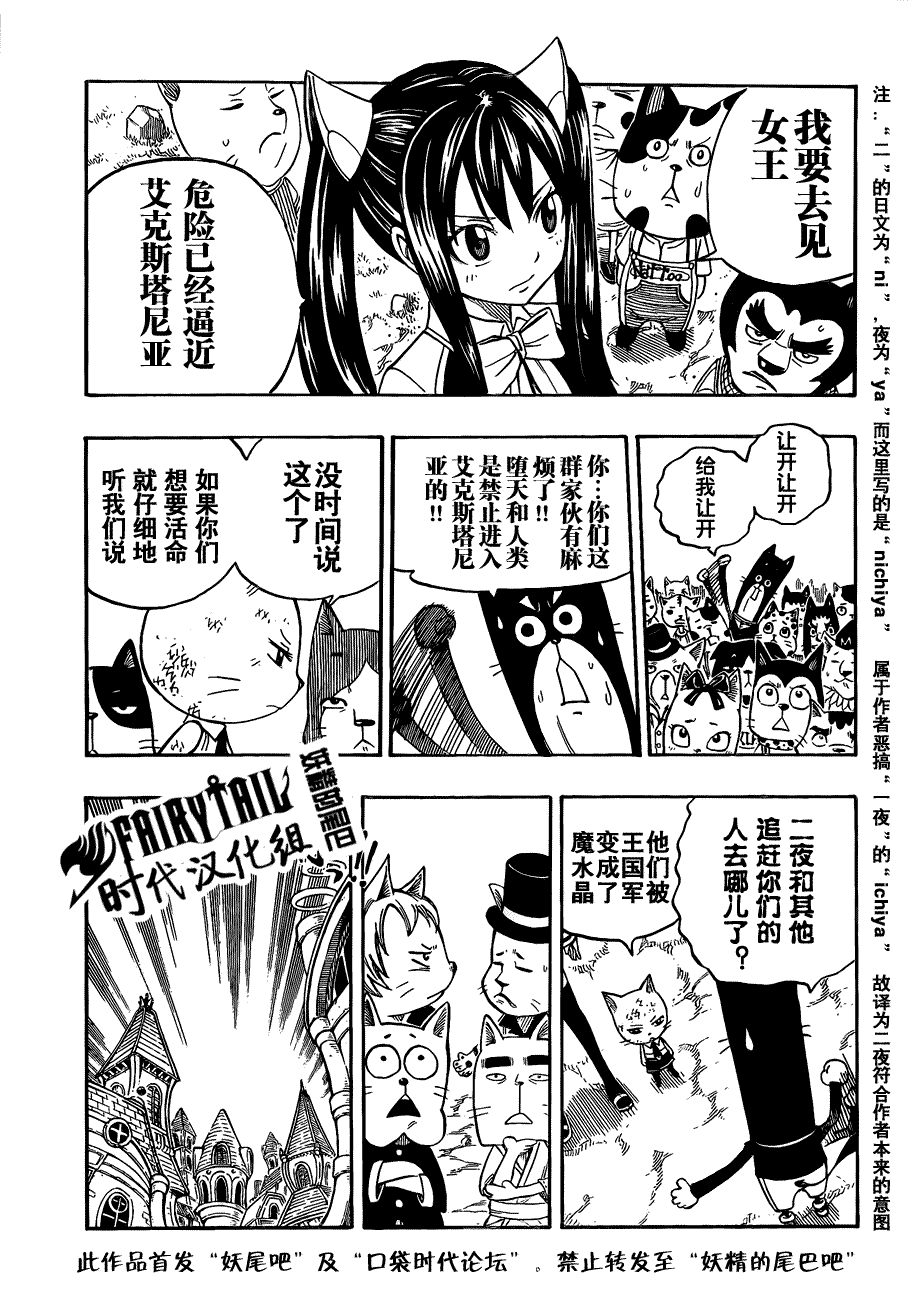 注：“二”的日文为“ni”，夜为“ya”而这里写的是“nichiya” 属于作者恶搞“一夜”的“ichiya” 故译为二夜符合作者本来的意图
我要去见
女王
危险已经逼近
艾克斯塔尼亚
让开让开
给我让开
你…你们这
群家伙有麻
烦了!!
堕天和人类
是禁止进入
艾克斯塔尼
亚的!!
没时间说
这个了
如果你们
想要活命
就仔细地
听我们说
二夜和其他
追赶你们的
人去哪儿了?
他们被
王国军
变成了
魔水晶
FAIRY TAIL
妖精的尾巴
时代汉化组
此作品首发“妖尾吧”及“口袋时代论坛”。禁止转发至“妖精的尾巴吧”